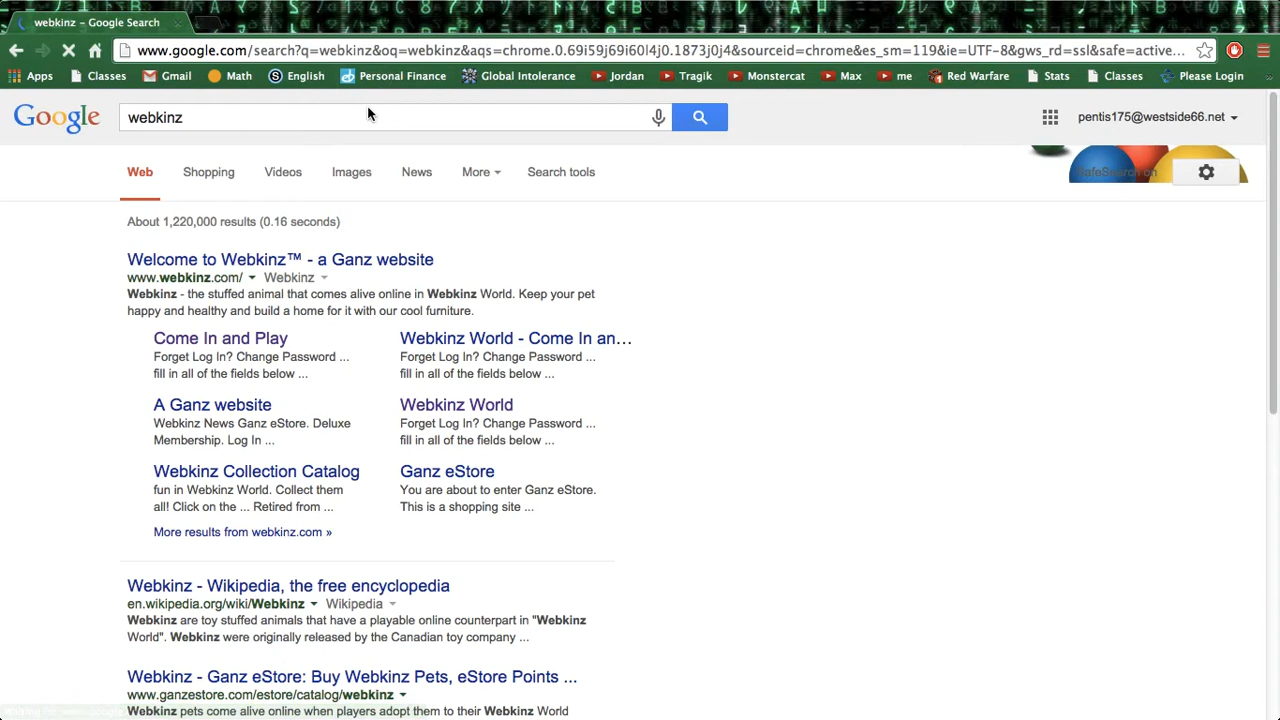 webkinz – Google Search
www.google.com/search?q=webkinz&oq=webkinz&aqs=chrome.0.69i59j69i60l4j0.1873j0j4&sourceid=chrome&es_sm=119&ie=UTF-8&gws_rd=ssl&safe=active...
Apps Classes Gmail Math English Personal Finance Global Intolerance Jordan Tragik Monstercat Max me Red Warfare Stats Classes Please Login »
Google webkinz pentis175@westside66.net
Web Shopping Videos Images News More Search tools SafeSearch on
About 1,220,000 results (0.16 seconds)
Welcome to Webkinz™ - a Ganz website
www.webkinz.com/ Webkinz
Webkinz - the stuffed animal that comes alive online in Webkinz World. Keep your pet
happy and healthy and build a home for it with our cool furniture.
Come In and Play
Forget Log In? Change Password ...
fill in all of the fields below ...
Webkinz World - Come In an...
Forget Log In? Change Password ...
fill in all of the fields below ...
A Ganz website
Webkinz News Ganz eStore. Deluxe
Membership. Log In ...
Webkinz World
Forget Log In? Change Password ...
fill in all of the fields below ...
Webkinz Collection Catalog
fun in Webkinz World. Collect them
all! Click on the ... Retired from ...
Ganz eStore
You are about to enter Ganz eStore.
This is a shopping site ...
More results from webkinz.com »
Webkinz - Wikipedia, the free encyclopedia
en.wikipedia.org/wiki/Webkinz Wikipedia
Webkinz are toy stuffed animals that have a playable online counterpart in "Webkinz
World". Webkinz were originally released by the Canadian toy company ...
Webkinz - Ganz eStore: Buy Webkinz Pets, eStore Points ...
www.ganzestore.com/estore/catalog/webkinz
Webkinz pets come alive online when players adopt them to their Webkinz World